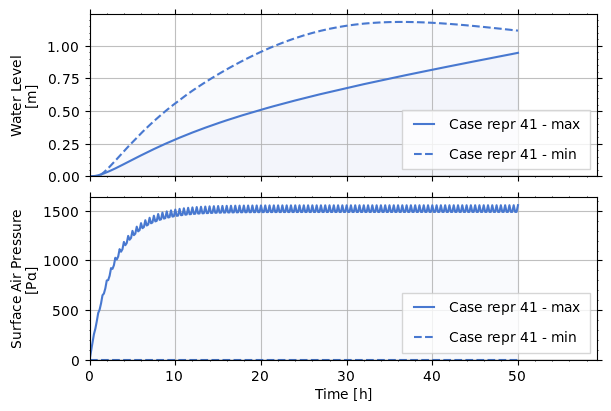 1.00
0.75
0.50
0.25
0.00
Water Level
[m]
Case repr 41 - max
Case repr 41 - min
1500
1000
500
0
Surface Air Pressure
[Pa]
Case repr 41 - max
Case repr 41 - min
0 10 20 30 40 50
Time [h]